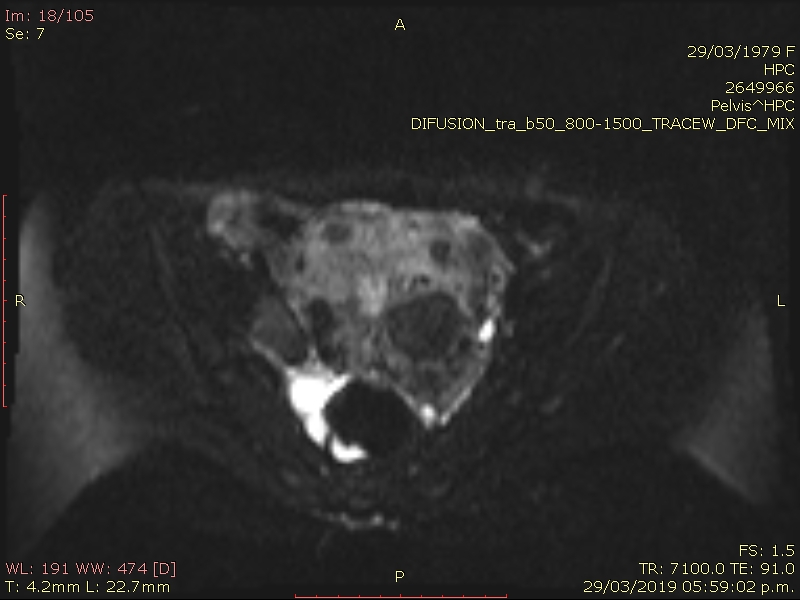 Im: 18/105
Se: 7
A
29/03/1979 F
HPC
2649966
Pelvis^HPC
DIFUSION_tra_b50_800-1500_TRACEW_DFC_MIX
R
L
WL: 191 WW: 474 [D]
T: 4.2mm L: 22.7mm
P
FS: 1.5
TR: 7100.0 TE: 91.0
29/03/2019 05:59:02 p.m.